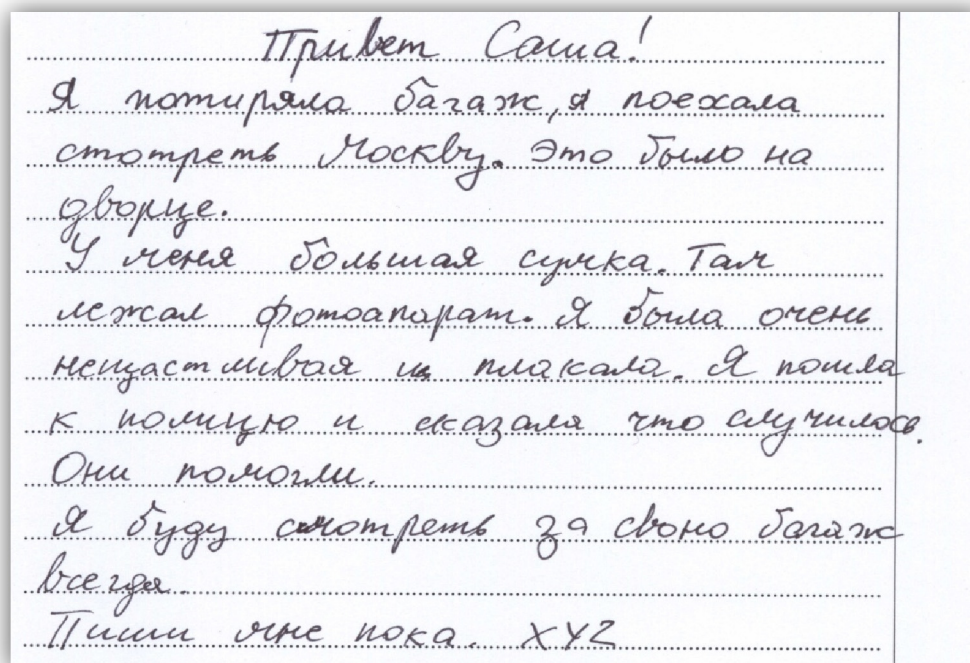 Привет Саша!
Я потиряла багаж, я поехала
стотреть Москву. Это было на
дворце.
У меня большая сумка. Там
лежал фотоапарат. Я была очень
нещастливая и плакала. Я пошла
к полицю и сказала что случилось.
Они помогли.
Я буду смотреть за свою багаж
всегда.
Пиши мне пока. XYZ